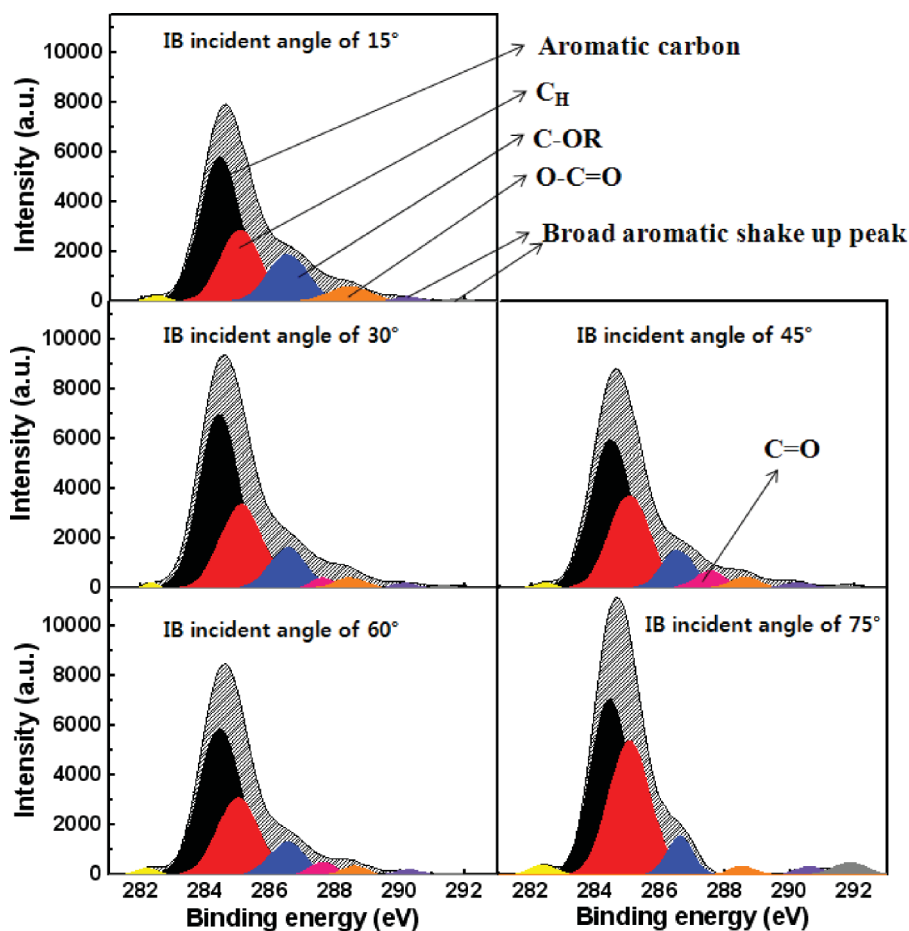 IB incident angle of 15°
Aromatic carbon
C_H
C-OR
O-C=O
Broad aromatic shake up peak
Intensity (a.u.)
10000
8000
6000
4000
2000
0
IB incident angle of 30°
Intensity (a.u.)
10000
8000
6000
4000
2000
0
IB incident angle of 45°
C=O
IB incident angle of 60°
Intensity (a.u.)
10000
8000
6000
4000
2000
0
282 284 286 288 290 292
Binding energy (eV)
IB incident angle of 75°
282 284 286 288 290 292
Binding energy (eV)